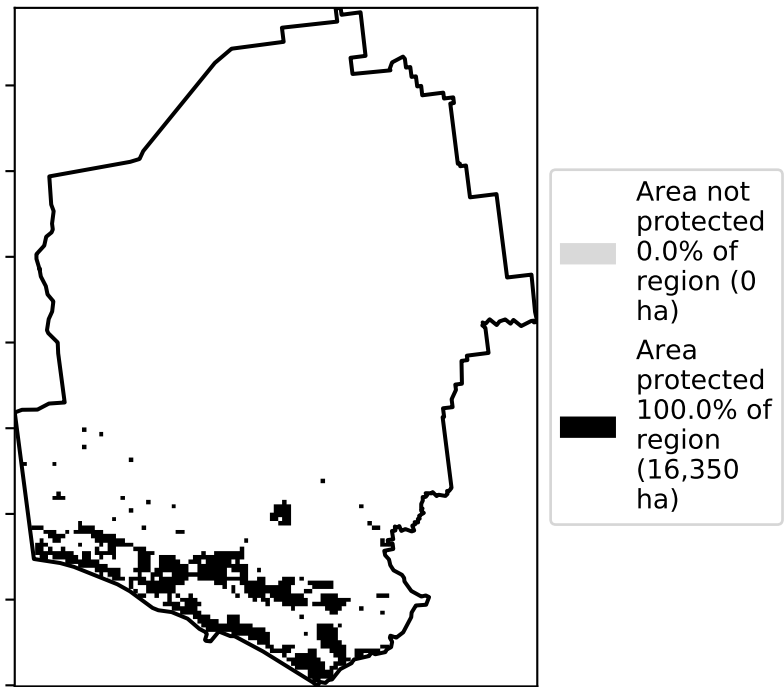 Area not
protected
0.0% of
region (0
ha)
Area
protected
100.0% of
region
(16,350
ha)